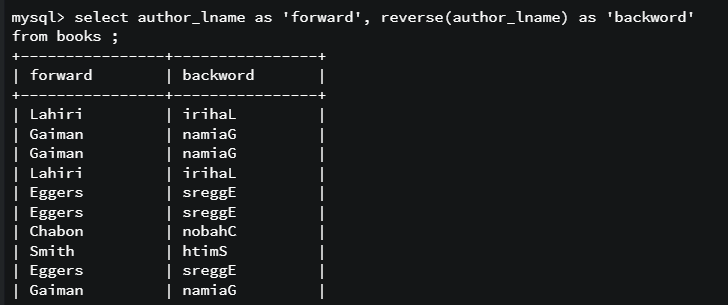 mysql> select author_lname as 'forward', reverse(author_lname) as 'backword'
from books ;
+----------------+----------------+
| forward        | backword       |
+----------------+----------------+
| Lahiri         | irihaL         |
| Gaiman         | namiaG         |
| Gaiman         | namiaG         |
| Lahiri         | irihaL         |
| Eggers         | sreggE         |
| Eggers         | sreggE         |
| Chabon         | nobahC         |
| Smith          | htimS          |
| Eggers         | sreggE         |
| Gaiman         | namiaG         |